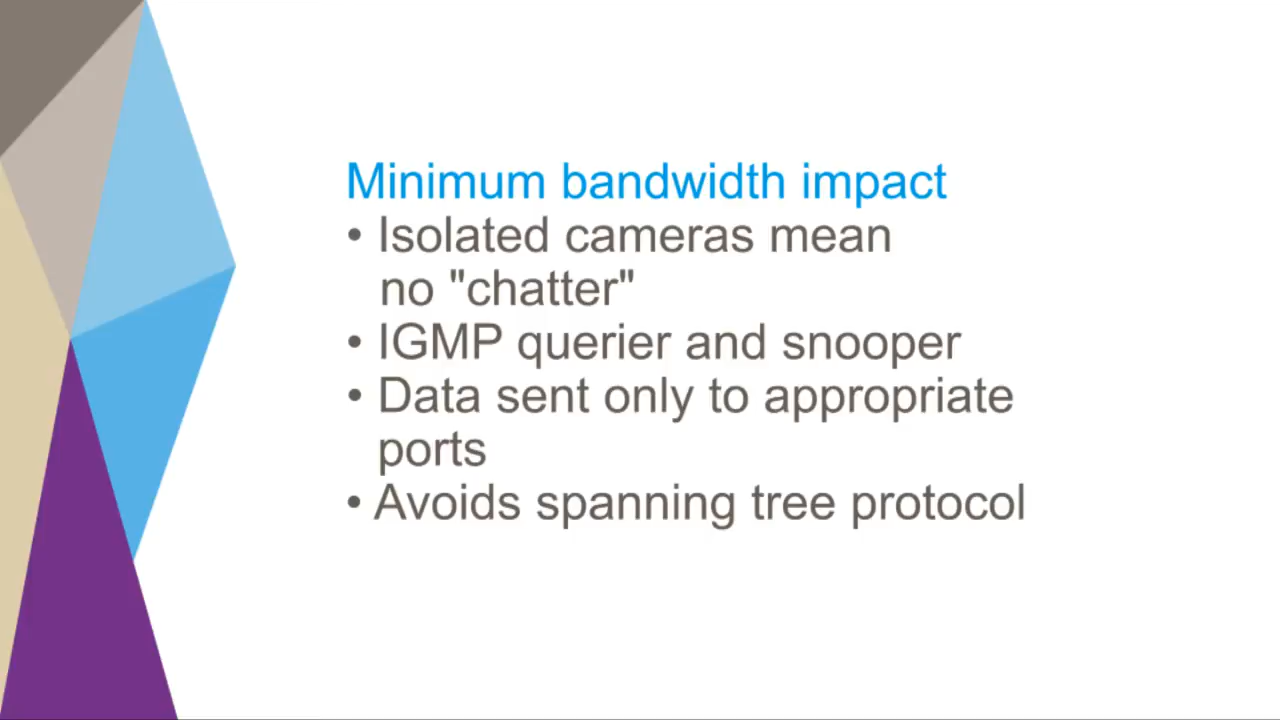 Minimum bandwidth impact
• Isolated cameras mean
no "chatter"
• IGMP querier and snooper
• Data sent only to appropriate
ports
• Avoids spanning tree protocol